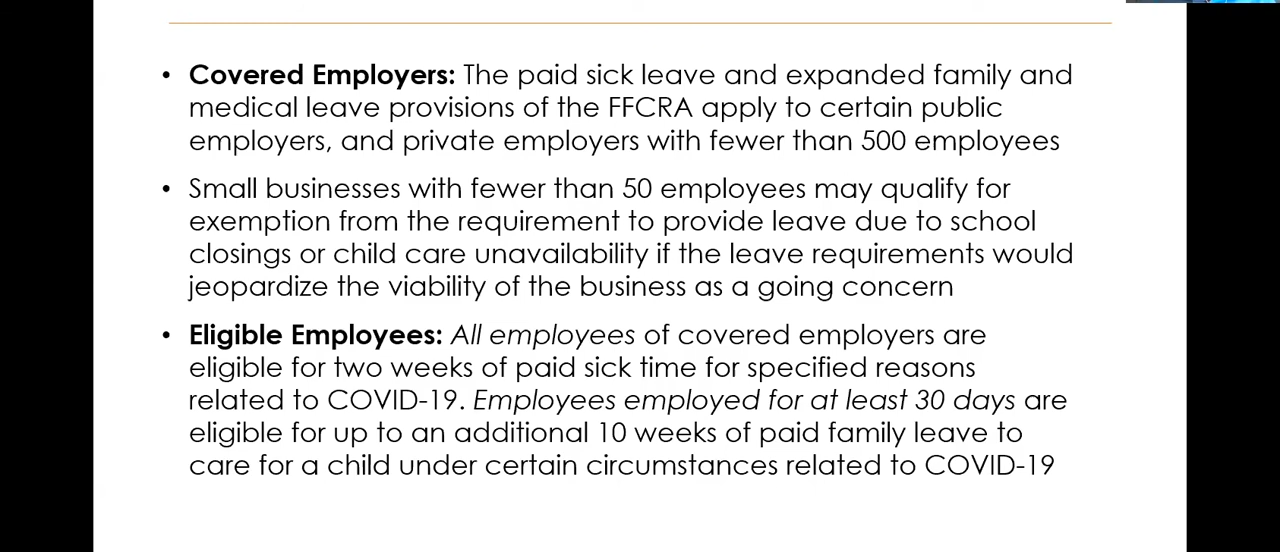 • Covered Employers: The paid sick leave and expanded family and
medical leave provisions of the FFCRA apply to certain public
employers, and private employers with fewer than 500 employees
• Small businesses with fewer than 50 employees may qualify for
exemption from the requirement to provide leave due to school
closings or child care unavailability if the leave requirements would
jeopardize the viability of the business as a going concern
• Eligible Employees: All employees of covered employers are
eligible for two weeks of paid sick time for specified reasons
related to COVID-19. Employees employed for at least 30 days are
eligible for up to an additional 10 weeks of paid family leave to
care for a child under certain circumstances related to COVID-19